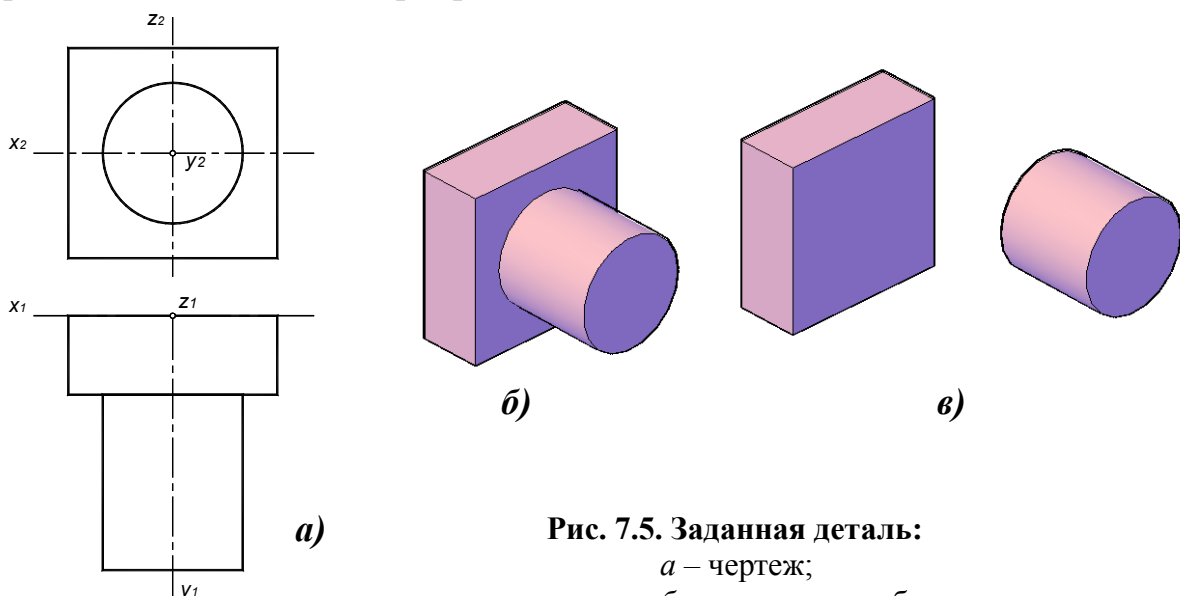 z2
x2
y2
x1
z1
y1
а)
б)
в)
Рис. 7.5. Заданная деталь:
а – чертеж;